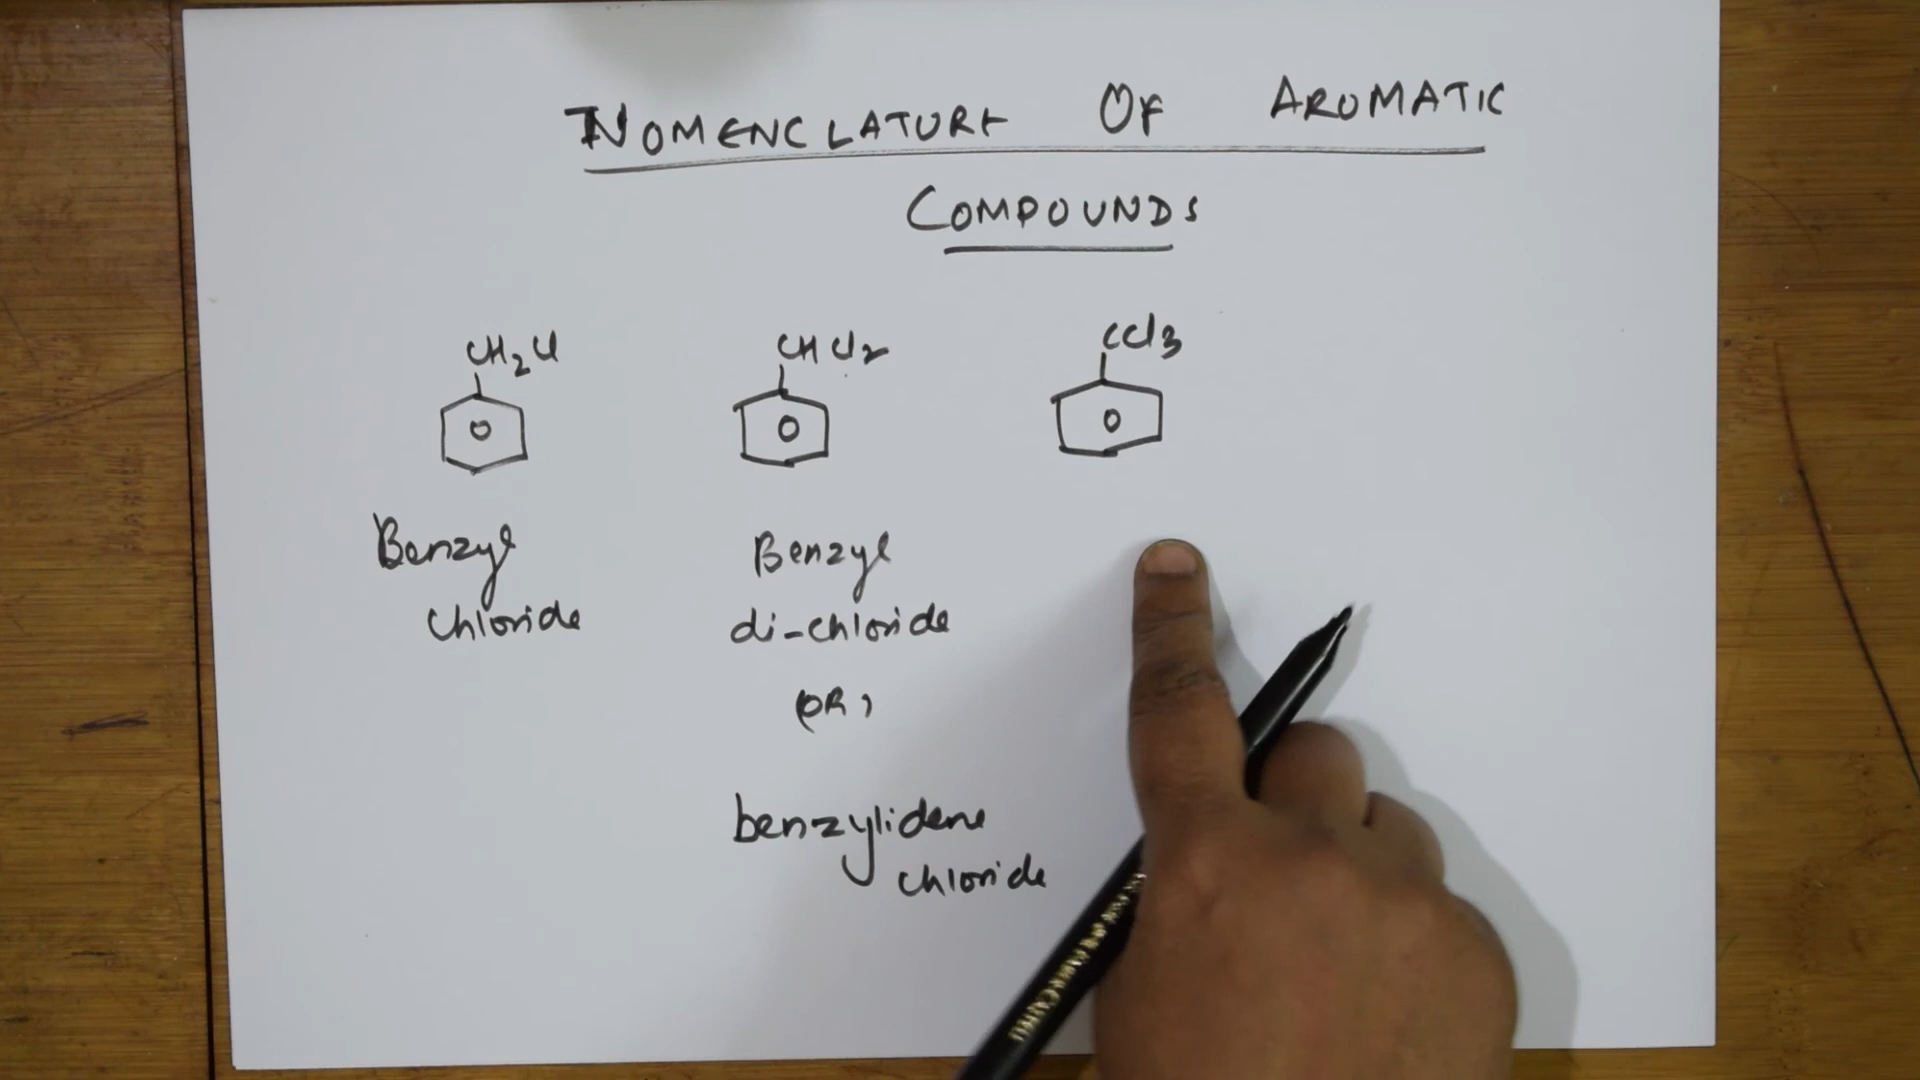 NOMENCLATURE OF AROMATIC
COMPOUNDS
CH2Cl CHCl2 CCl3
Benzyl Benzyl
chloride di-chloride
(OR)
benzylidene
chloride